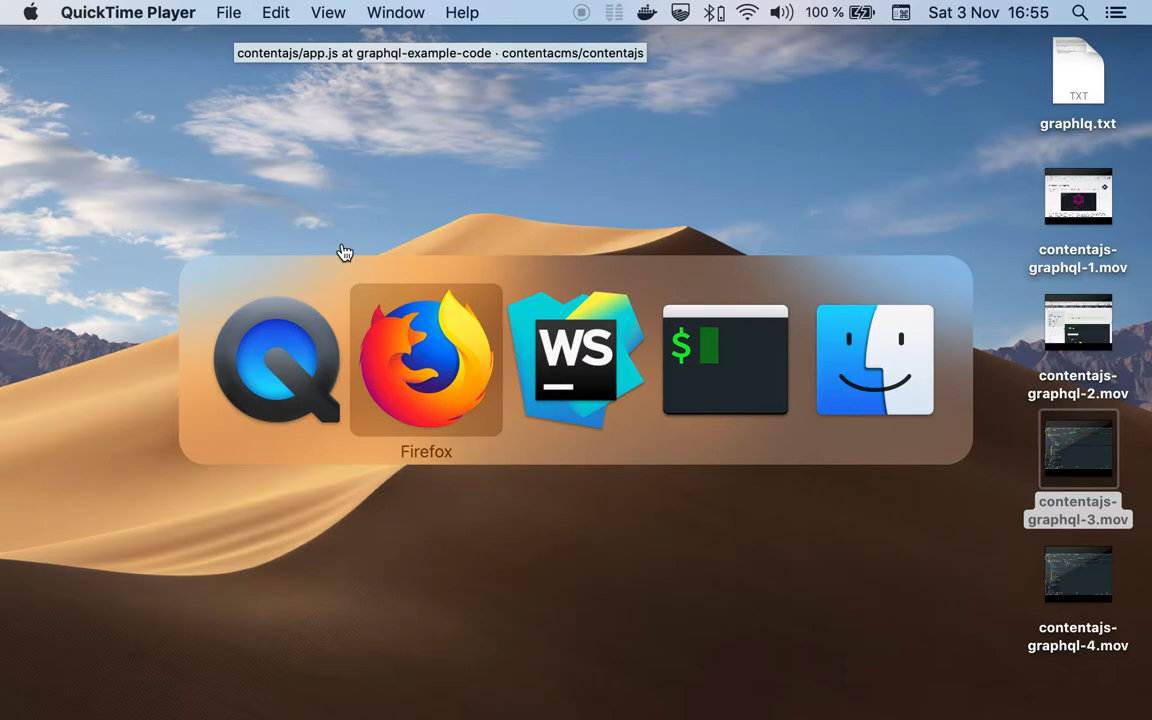 QuickTime Player File Edit View Window Help 100 % Sat 3 Nov 16:55
contentajs/app.js at graphql-example-code · contentacms/contentajs
TXT
graphlq.txt
contentajs-
graphql-1.mov
contentajs-
graphql-2.mov
contentajs-
graphql-3.mov
contentajs-
graphql-4.mov
WS
$
Firefox